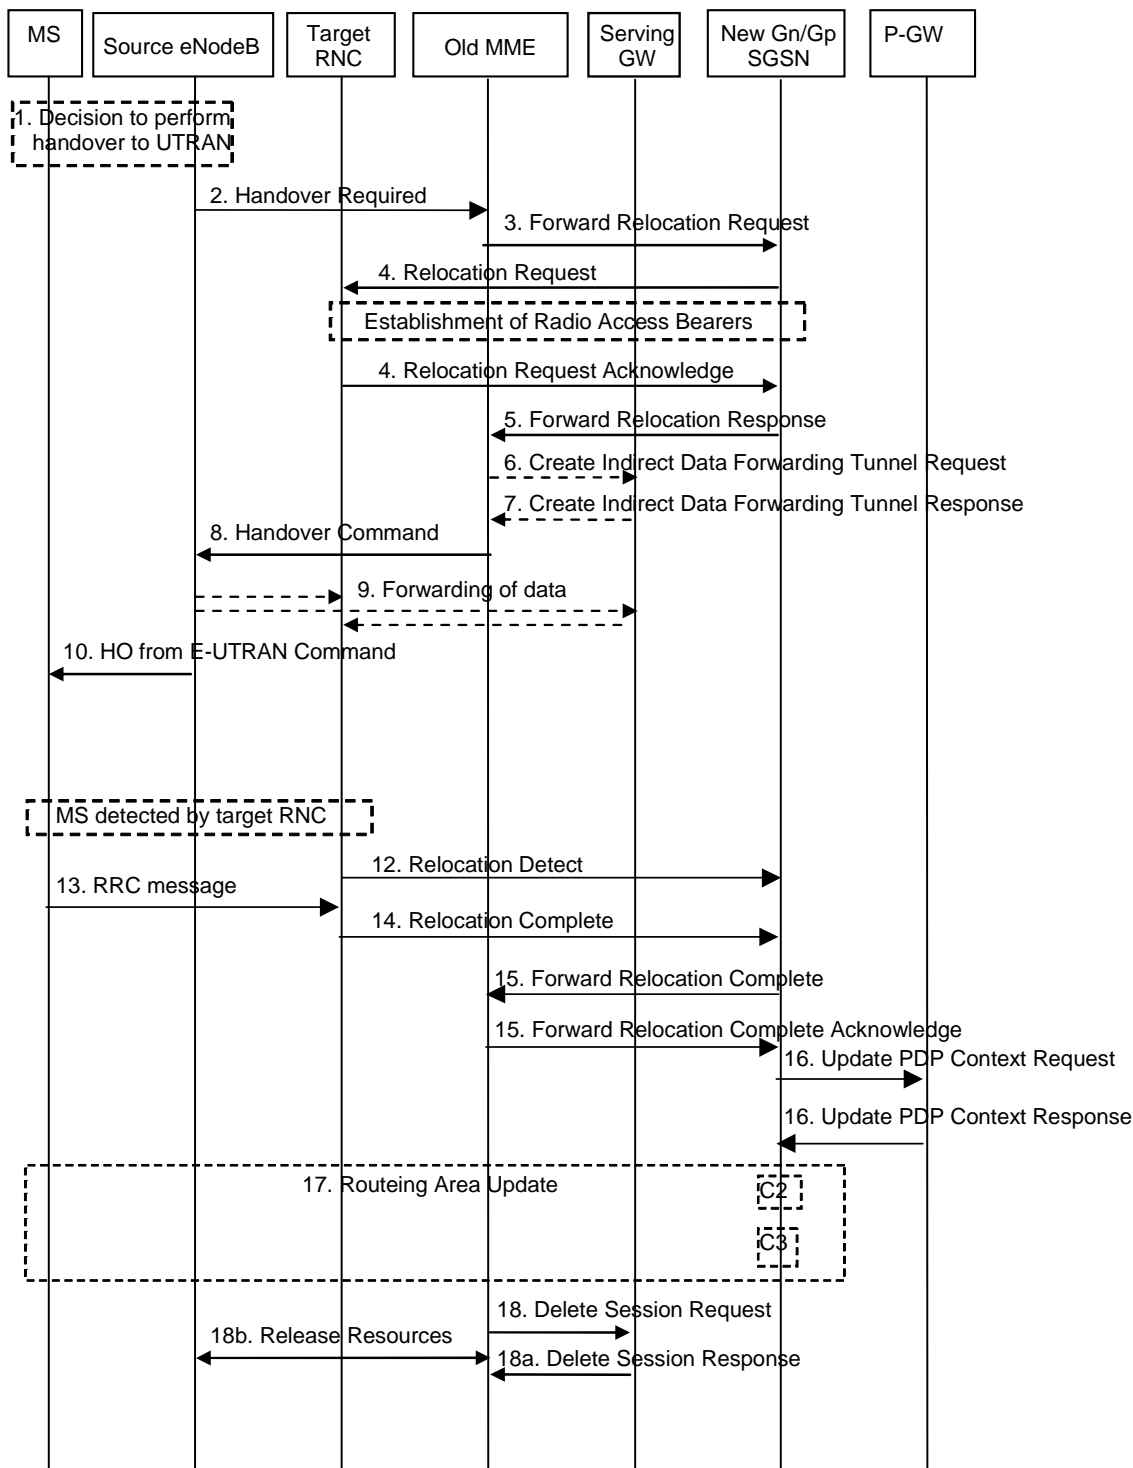 MS
Source eNodeB
Target
RNC
Old MME
Serving
GW
New Gn/Gp
SGSN
P-GW
1. Decision to perform
handover to UTRAN
2. Handover Required
3. Forward Relocation Request
4. Relocation Request
Establishment of Radio Access Bearers
4. Relocation Request Acknowledge
5. Forward Relocation Response
6. Create Indirect Data Forwarding Tunnel Request
7. Create Indirect Data Forwarding Tunnel Response
8. Handover Command
9. Forwarding of data
10. HO from E-UTRAN Command
MS detected by target RNC
12. Relocation Detect
13. RRC message
14. Relocation Complete
15. Forward Relocation Complete
15. Forward Relocation Complete Acknowledge
16. Update PDP Context Request
16. Update PDP Context Response
17. Routeing Area Update
C2
C3
18. Delete Session Request
18b. Release Resources
18a. Delete Session Response